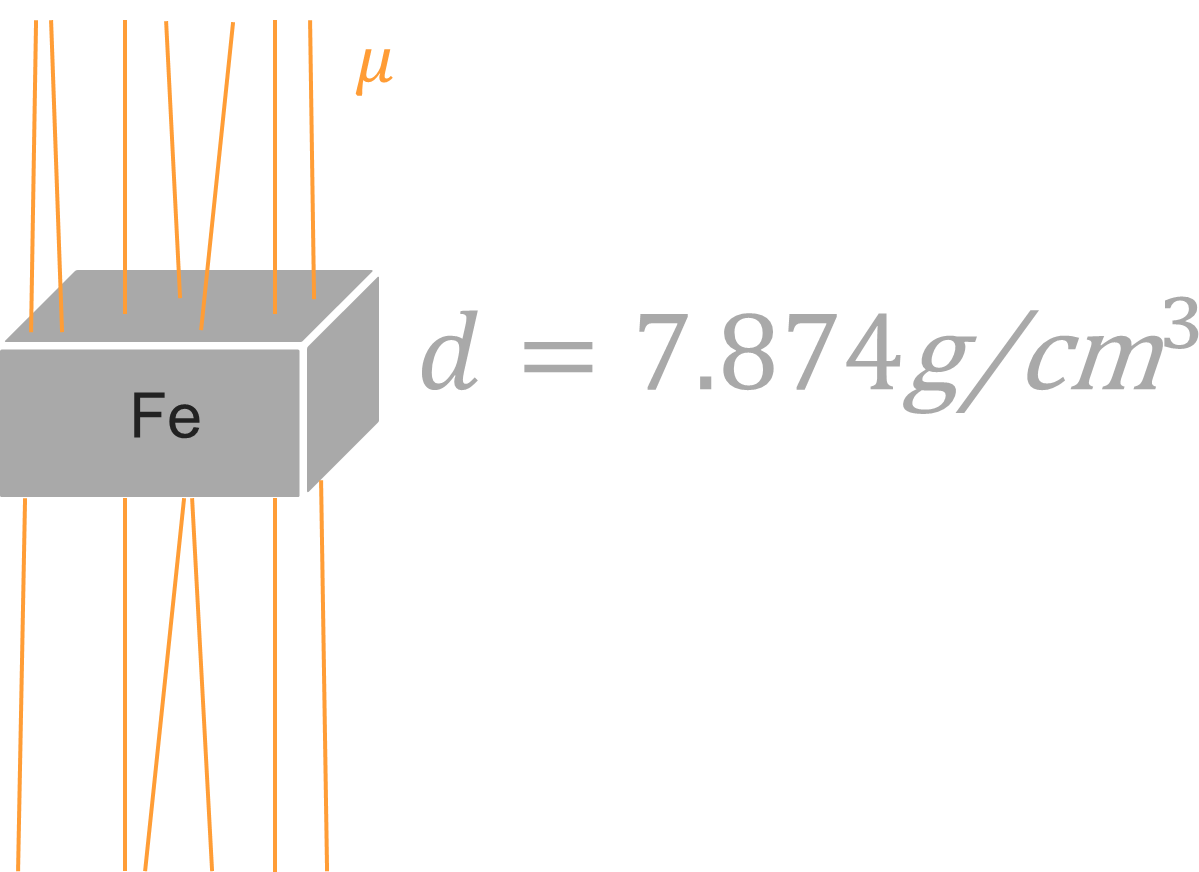 μ
d = 7.874g/cm³
Fe